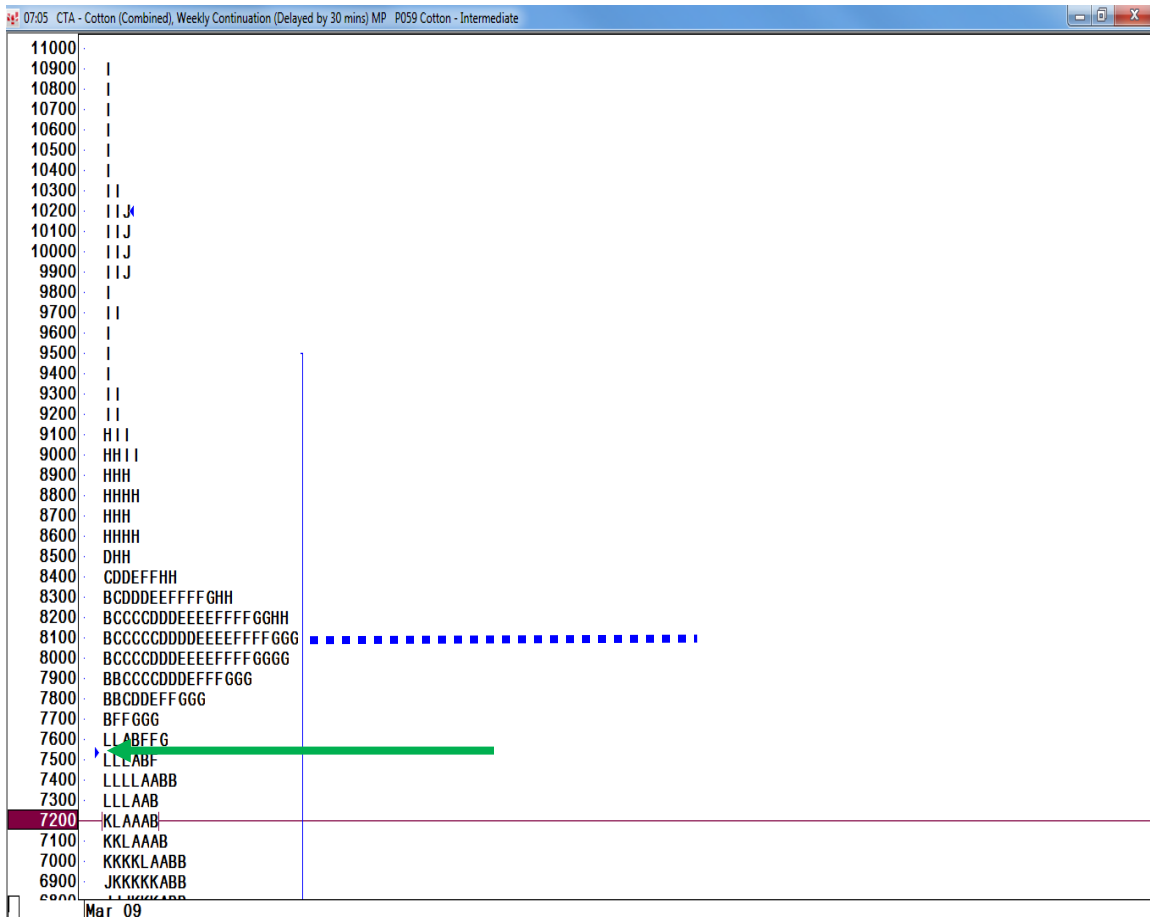 07:05 CTA - Cotton (Combined), Weekly Continuation (Delayed by 30 mins) MP P059 Cotton - Intermediate
11000
10900 I
10800 I
10700 I
10600 I
10500 I
10400 I
10300 II
10200 IIJ
10100 IIJ
10000 IIJ
9900 IIJ
9800 I
9700 II
9600 I
9500 I
9400 I
9300 II
9200 II
9100 HII
9000 HHII
8900 HHH
8800 HHHH
8700 HHH
8600 HHHH
8500 DHH
8400 CDDEFFHH
8300 BCDDDEEFFFFGHH
8200 BCCCCDDDEEEEFFFFGGHH
8100 BCCCCCDDDDEEEEFFFFGGG
8000 BCCCCDDDEEEEFFFFGGGG
7900 BBCCCCDDDEFFFGGG
7800 BBCDDEFFGGG
7700 BFFGGG
7600 LLABFFG
7500 LLLABF
7400 LLLLAABB
7300 LLLAAB
7200 KLAAAB
7100 KKLAAAB
7000 KKKKLAABB
6900 JKKKKKABB
Mar 09